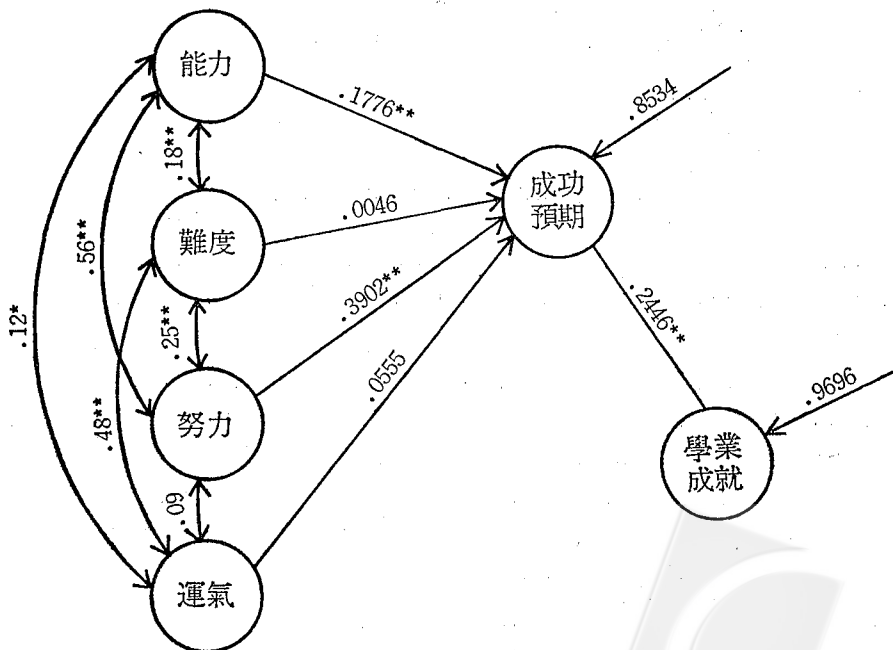 能力
.1776**
.8534
.18**
成功
預期
.0046
難度
.56**
.3902**
.12*
.25**
.2446**
.0555
.9696
.48**
努力
學業
成就
.09
運氣